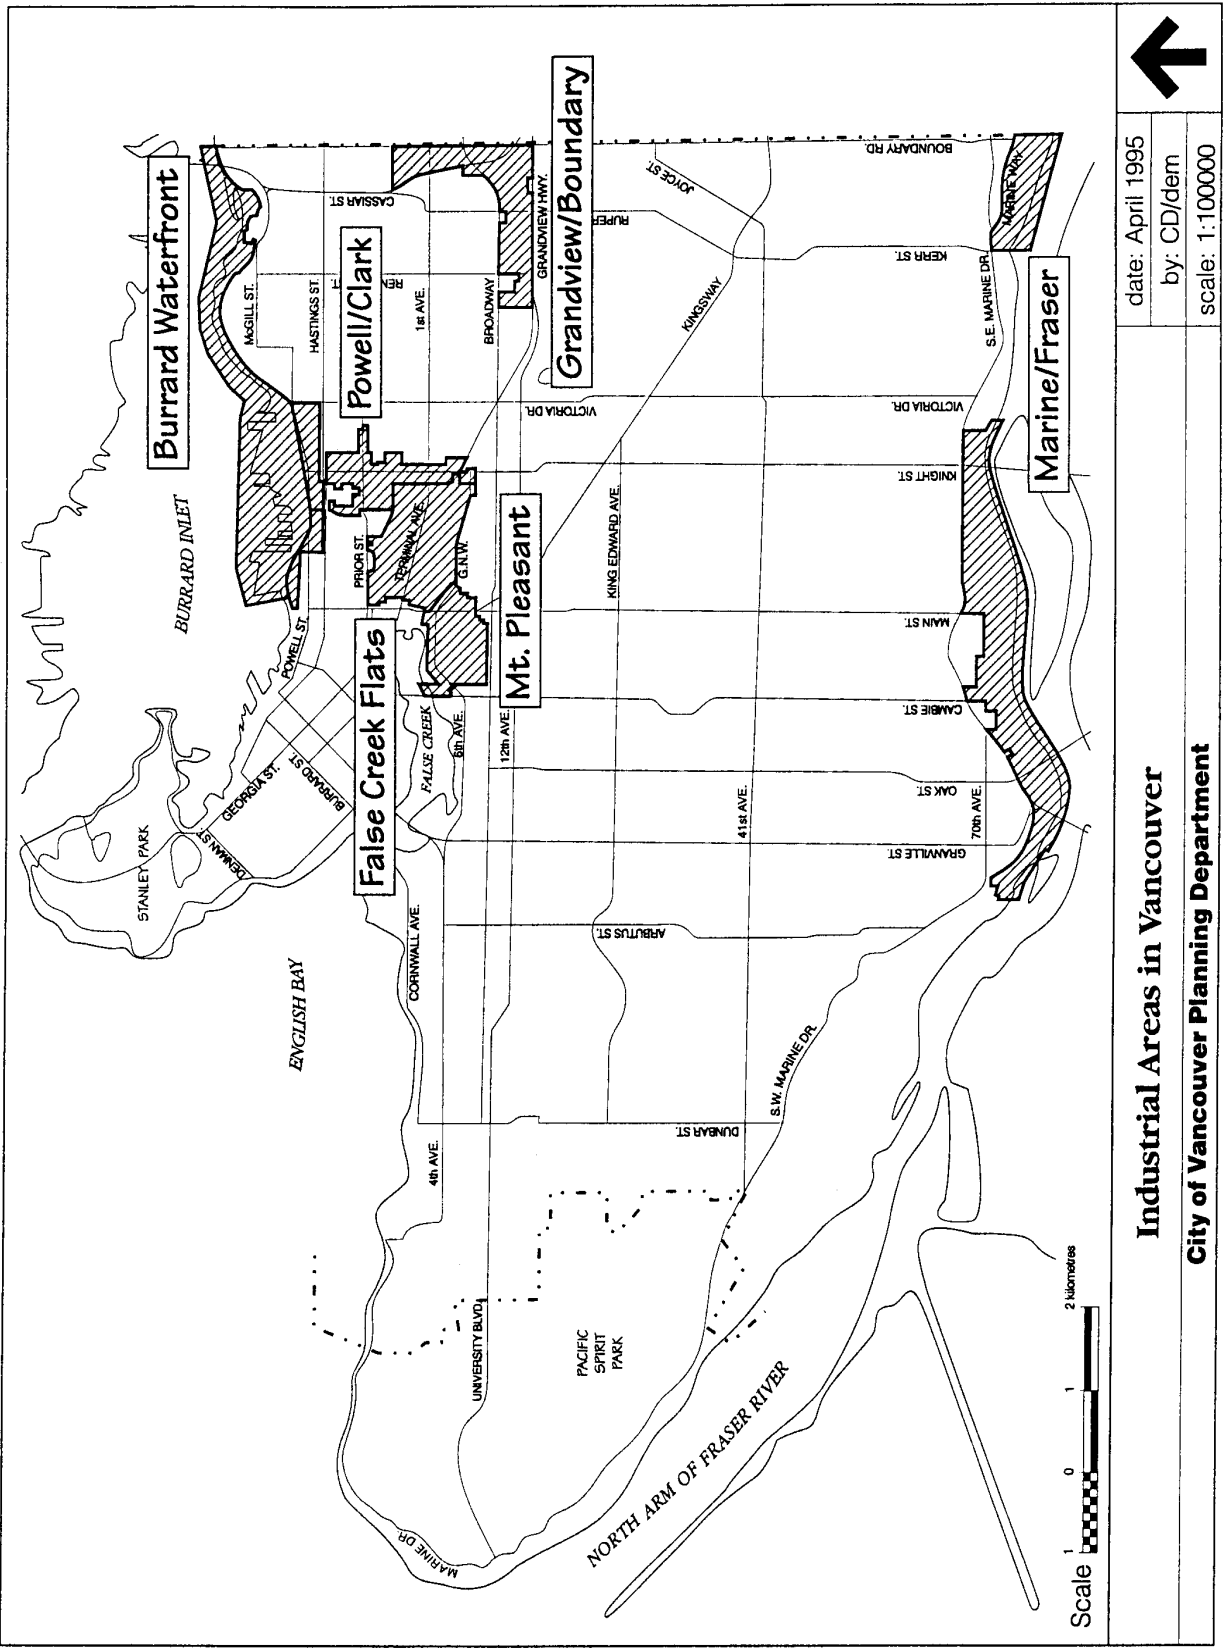 Burrard Waterfront
Powell/Clark
Grandview/Boundary
False Creek Flats
Mt. Pleasant
Marine/Fraser
BURRARD INLET
ENGLISH BAY
STANLEY PARK
FALSE CREEK
PACIFIC
SPIRIT
PARK
NORTH ARM OF FRASER RIVER
MARINE DR.
UNIVERSITY BLVD.
4th AVE.
CORNWALL AVE.
DUNBAR ST.
S.W. MARINE DR.
ARBUTUS ST.
GRANVILLE ST.
OAK ST.
CAMBIE ST.
MAIN ST.
KNIGHT ST.
VICTORIA DR.
VICTORIA DR.
KERR ST.
BOUNDARY RD.
JOYCE ST.
RUPER
REN
T.
CASSIAR ST.
McGILL ST.
HASTINGS ST.
1st AVE.
BROADWAY
GRANDVIEW HWY.
KINGSWAY
KING EDWARD AVE.
41st AVE.
70th AVE.
S.E. MARINE DR.
MARINE WAY
DENMAN ST.
GEORGIA ST.
BURRARD ST.
POWELL ST.
PRIOR ST.
TERMINAL AVE.
G.N.W.
6th AVE.
12th AVE.
Scale
1 0 1 2 kilometres
Industrial Areas in Vancouver
City of Vancouver Planning Department
date: April 1995
by: CD/dem
scale: 1:100000